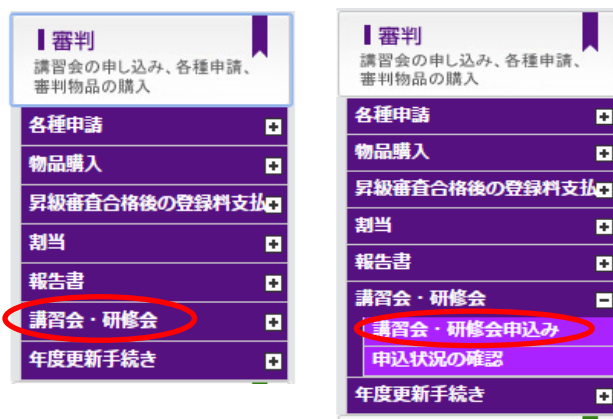 審判
講習会の申し込み、各種申請、
審判物品の購入
各種申請
物品購入
昇級審査合格後の登録料支払
割当
報告書
講習会・研修会
年度更新手続き
審判
講習会の申し込み、各種申請、
審判物品の購入
各種申請
物品購入
昇級審査合格後の登録料支払
割当
報告書
講習会・研修会
講習会・研修会申込み
申込状況の確認
年度更新手続き